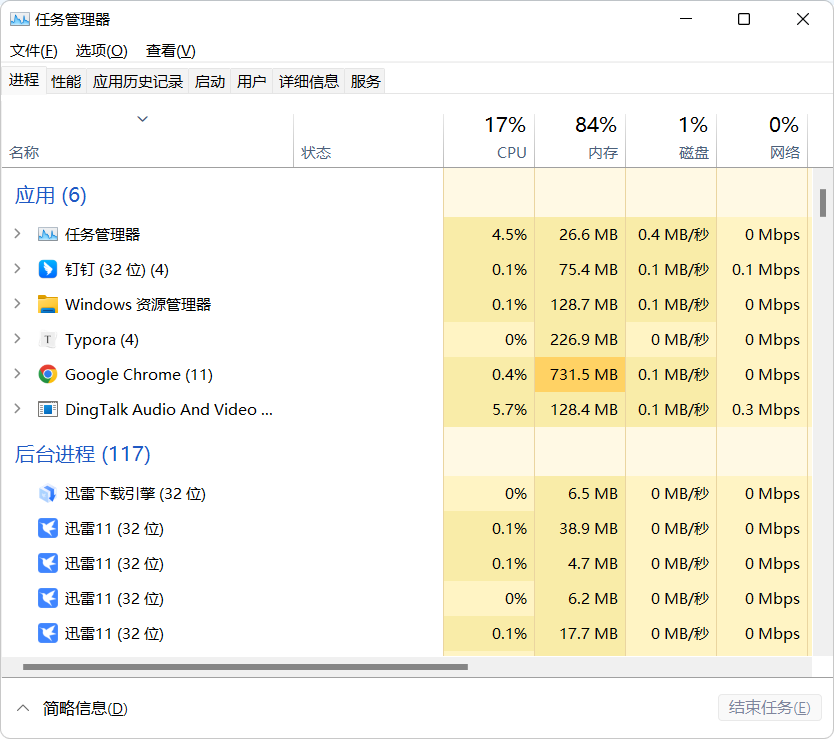 任务管理器
文件(F) 选项(O) 查看(V)
进程 性能 应用历史记录 启动 用户 详细信息 服务
17% 84% 1% 0%
名称 状态 CPU 内存 磁盘 网络
应用 (6)
任务管理器 4.5% 26.6 MB 0.4 MB/秒 0 Mbps
钉钉 (32 位) (4) 0.1% 75.4 MB 0.1 MB/秒 0.1 Mbps
Windows 资源管理器 0.1% 128.7 MB 0.1 MB/秒 0 Mbps
T Typora (4) 0% 226.9 MB 0 MB/秒 0 Mbps
Google Chrome (11) 0.4% 731.5 MB 0.1 MB/秒 0 Mbps
DingTalk Audio And Video ... 5.7% 128.4 MB 0.1 MB/秒 0.3 Mbps
后台进程 (117)
迅雷下载引擎 (32 位) 0% 6.5 MB 0 MB/秒 0 Mbps
迅雷11 (32 位) 0.1% 38.9 MB 0 MB/秒 0 Mbps
迅雷11 (32 位) 0.1% 4.7 MB 0 MB/秒 0 Mbps
迅雷11 (32 位) 0% 6.2 MB 0 MB/秒 0 Mbps
迅雷11 (32 位) 0.1% 17.7 MB 0 MB/秒 0 Mbps
简略信息(D) 结束任务(E)